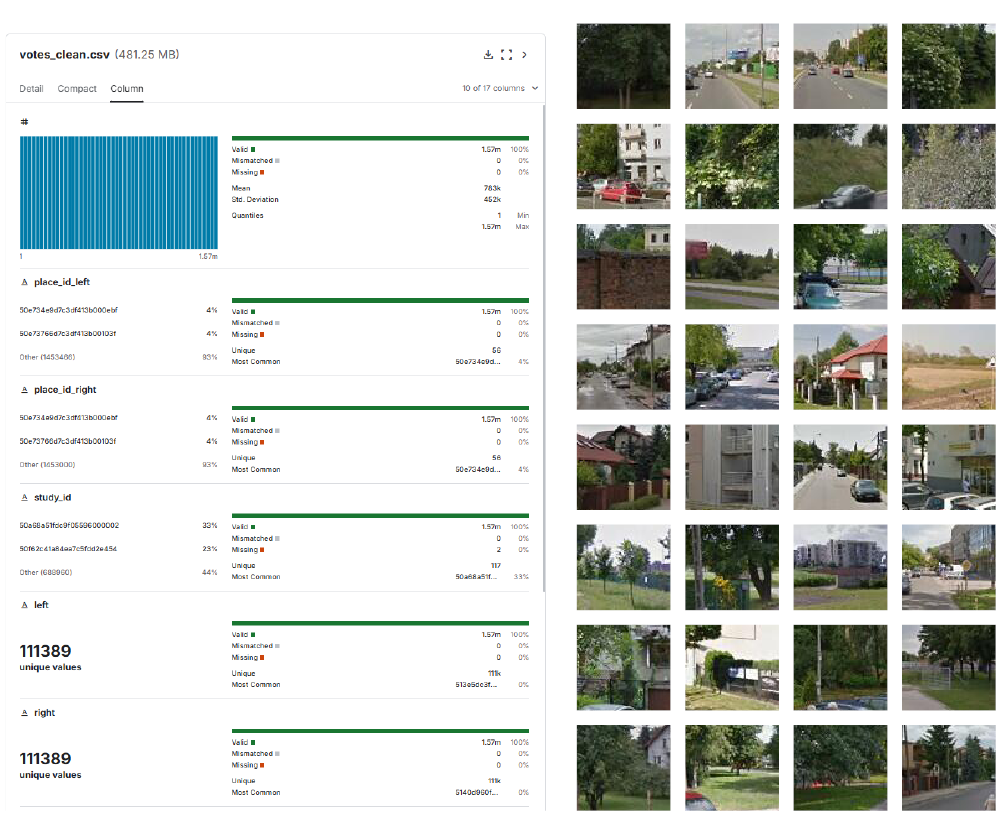 votes_clean.csv (481.25 MB)
Detail Compact Column 10 of 17 columns
#
Valid 1.57m 100%
Mismatched 0 0%
Missing 0 0%
Mean 783k
Std. Deviation 452k
Quantiles 1 Min
1.57m Max
1 1.57m
place_id_left
50e734e9d7c3df413b000ebf 4%
50e73766d7c3df413b00103f 4%
Other (1453466) 93%
Valid 1.57m 100%
Mismatched 0 0%
Missing 0 0%
Unique 56
Most Common 50e734e9d... 4%
place_id_right
50e734e9d7c3df413b000ebf 4%
50e73766d7c3df413b00103f 4%
Other (1453000) 93%
Valid 1.57m 100%
Mismatched 0 0%
Missing 0 0%
Unique 56
Most Common 50e734e9d... 4%
study_id
50a68a51fdc9f05596000002 33%
50f62c41a84ea7c5fdd2e454 23%
Other (688960) 44%
Valid 1.57m 100%
Mismatched 0 0%
Missing 2 0%
Unique 117
Most Common 50a68a51f... 33%
left
111389
unique values
Valid 1.57m 100%
Mismatched 0 0%
Missing 0 0%
Unique 111k
Most Common 513e5dc3f... 0%
right
111389
unique values
Valid 1.57m 100%
Mismatched 0 0%
Missing 0 0%
Unique 111k
Most Common 5140d960f... 0%